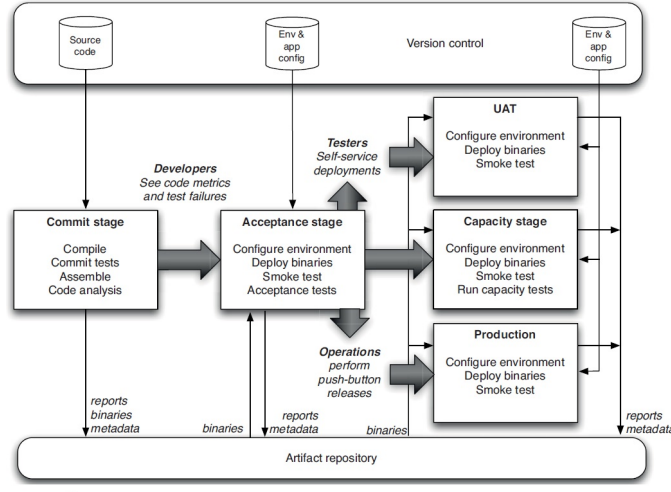 Source
code
Env &
app
config
Version control
Env &
app
config
Developers
See code metrics
and test failures
Testers
Self-service
deployments
UAT
Configure environment
Deploy binaries
Smoke test
Commit stage
Compile
Commit tests
Assemble
Code analysis
Acceptance stage
Configure environment
Deploy binaries
Smoke test
Acceptance tests
Capacity stage
Configure environment
Deploy binaries
Smoke test
Run capacity tests
Operations
perform
push-button
releases
Production
Configure environment
Deploy binaries
Smoke test
reports
binaries
metadata
binaries
reports
metadata
binaries
reports
metadata
Artifact repository